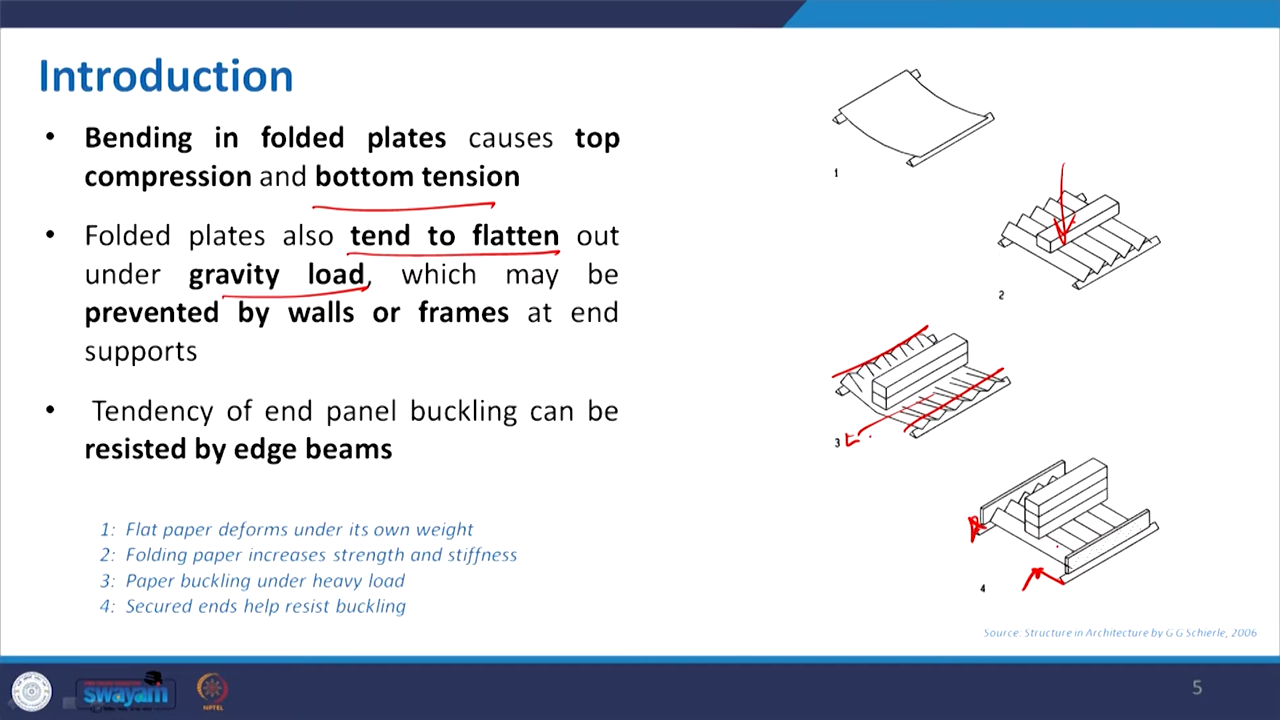 Introduction
• Bending in folded plates causes top
compression and bottom tension
• Folded plates also tend to flatten out
under gravity load, which may be
prevented by walls or frames at end
supports
• Tendency of end panel buckling can be
resisted by edge beams
1: Flat paper deforms under its own weight
2: Folding paper increases strength and stiffness
3: Paper buckling under heavy load
4: Secured ends help resist buckling
1
2
3
4
Source: Structure in Architecture by G G Schierle, 2006
swayam
NPTEL
5